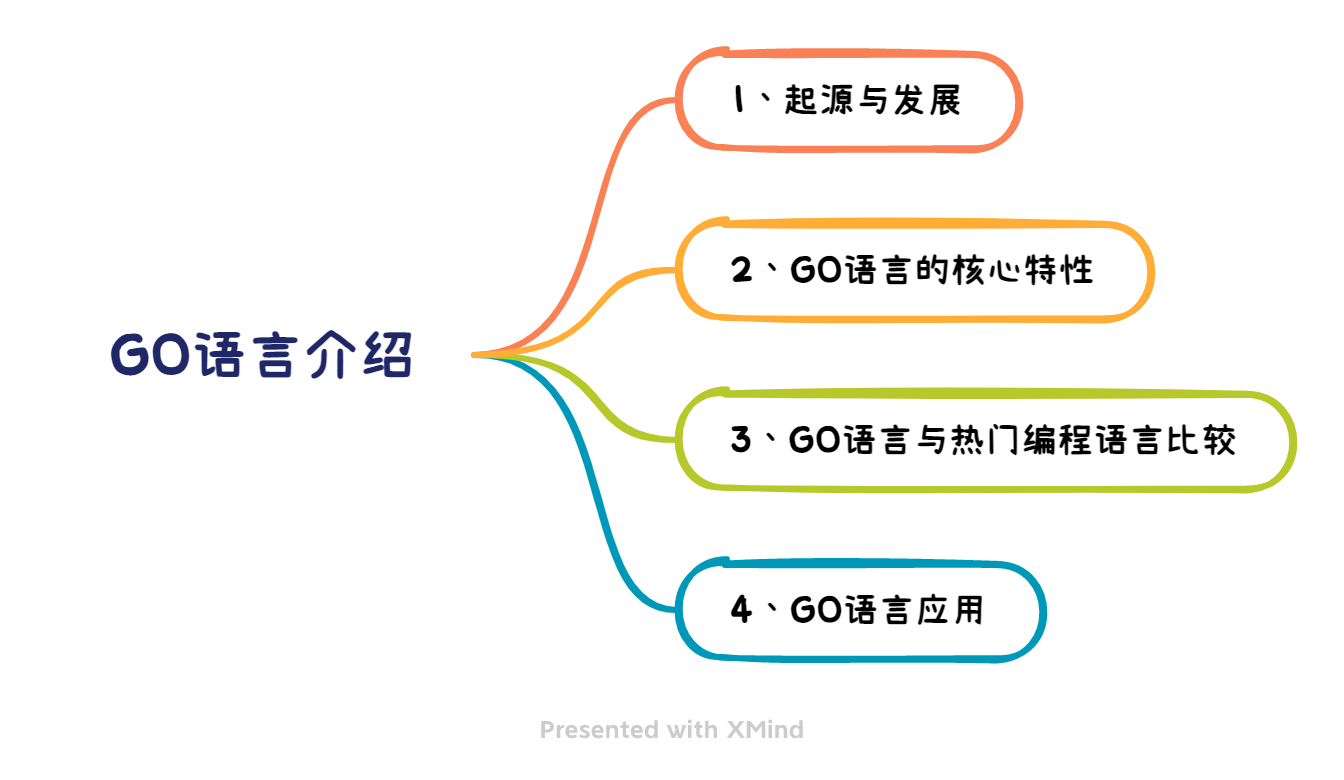 1、起源与发展
2、GO语言的核心特性
GO语言介绍
3、GO语言与热门编程语言比较
4、GO语言应用
Presented with XMind